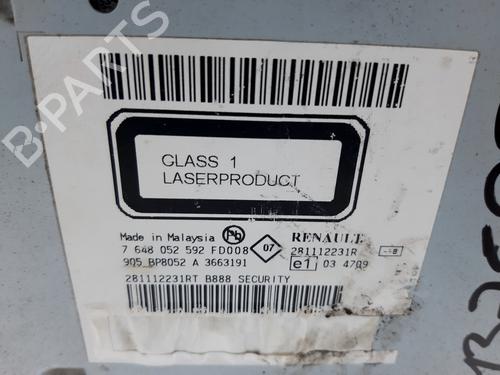 B-PARTS
CLASS 1
LASERPRODUCT
Made in Malaysia Pb 07 RENAULT
7 648 052 592 FD008 281112231R
905 BP8052 A 3663191 e1 03 4709
281112231RT B888 SECURITY